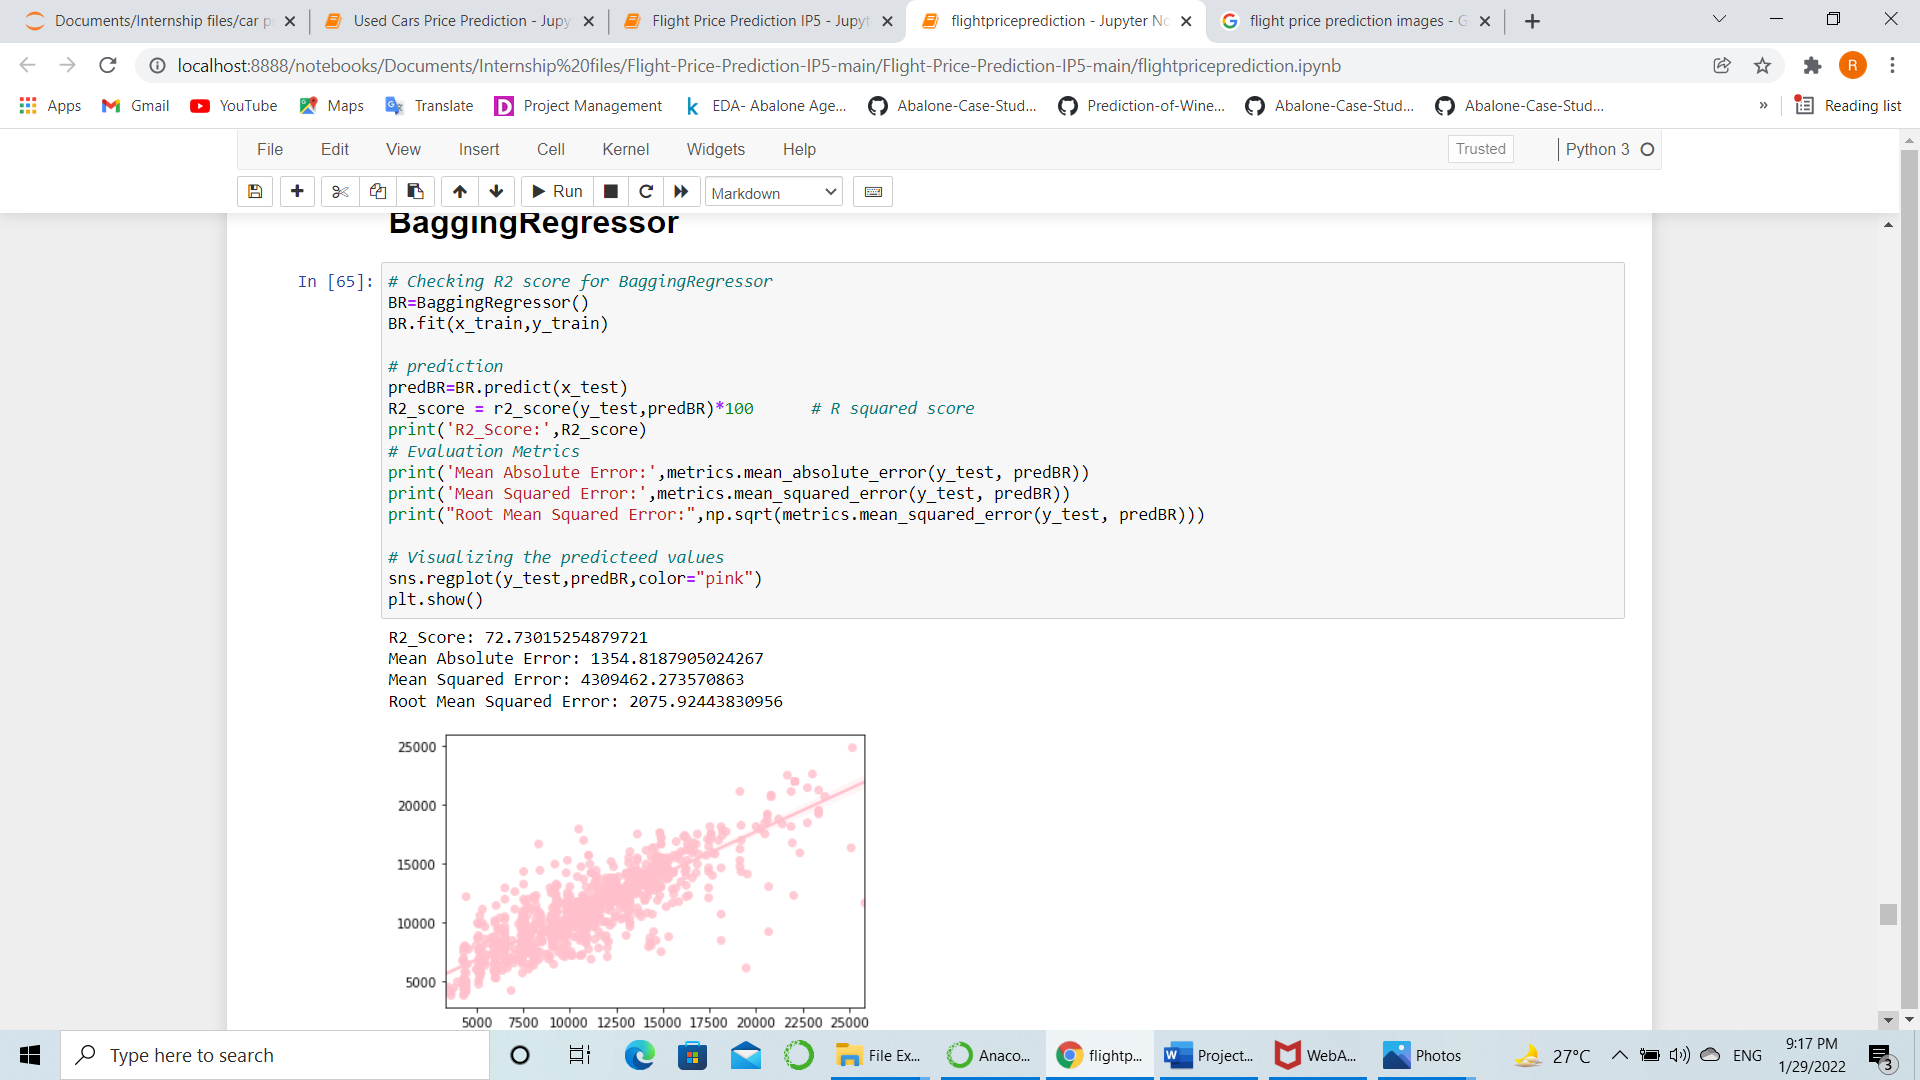 Documents/Internship files/car p
Used Cars Price Prediction - Jupy
Flight Price Prediction IP5 - Jupyt
flightpriceprediction - Jupyter No
flight price prediction images - G
localhost:8888/notebooks/Documents/Internship%20files/Flight-Price-Prediction-IP5-main/Flight-Price-Prediction-IP5-main/flightpriceprediction.ipynb
R
Apps
Gmail
YouTube
Maps
Translate
Project Management
EDA- Abalone Age...
Abalone-Case-Stud...
Prediction-of-Wine...
Abalone-Case-Stud...
Abalone-Case-Stud...
»
Reading list
File Edit View Insert Cell Kernel Widgets Help
Trusted
Python 3
Run
Markdown
BaggingRegressor
In [65]:
# Checking R2 score for BaggingRegressor
BR=BaggingRegressor()
BR.fit(x_train,y_train)
# prediction
predBR=BR.predict(x_test)
R2_score = r2_score(y_test,predBR)*100      # R squared score
print('R2_Score:',R2_score)
# Evaluation Metrics
print('Mean Absolute Error:',metrics.mean_absolute_error(y_test, predBR))
print('Mean Squared Error:',metrics.mean_squared_error(y_test, predBR))
print("Root Mean Squared Error:",np.sqrt(metrics.mean_squared_error(y_test, predBR)))
# Visualizing the predicteed values
sns.regplot(y_test,predBR,color="pink")
plt.show()
R2_Score: 72.73015254879721
Mean Absolute Error: 1354.8187905024267
Mean Squared Error: 4309462.273570863
Root Mean Squared Error: 2075.92443830956
25000
20000
15000
10000
5000
5000 7500 10000 12500 15000 17500 20000 22500 25000
Type here to search
File Ex...
Anaco...
flightp...
Project...
WebA...
Photos
27°C
ENG
9:17 PM
1/29/2022
3